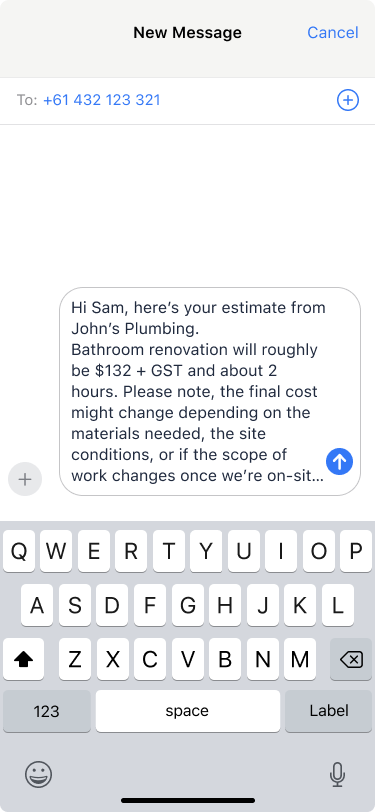 New Message
Cancel
To: +61 432 123 321
Hi Sam, here’s your estimate from
John’s Plumbing.
Bathroom renovation will roughly
be $132 + GST and about 2
hours. Please note, the final cost
might change depending on the
materials needed, the site
conditions, or if the scope of
work changes once we’re on-sit...
Q W E R T Y U I O P
A S D F G H J K L
Z X C V B N M
123 space Label